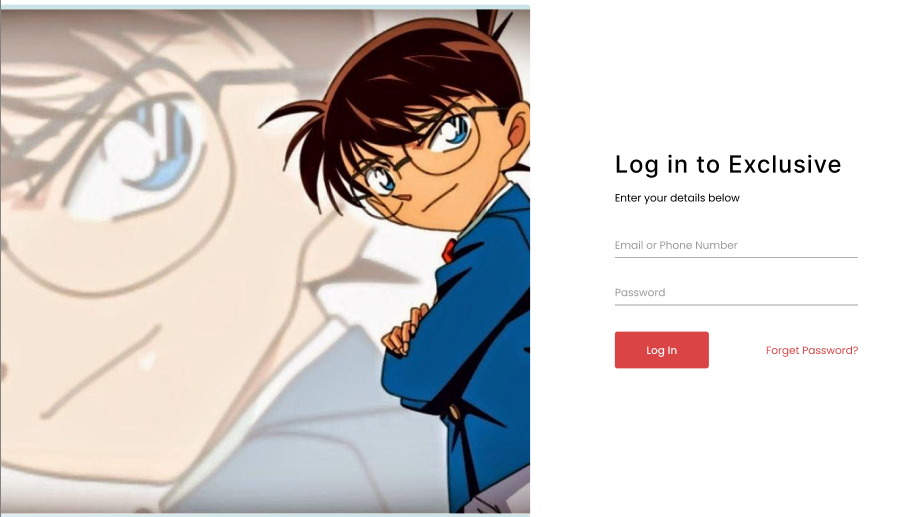 Log in to Exclusive
Enter your details below
Email or Phone Number
Password
Log In
Forget Password?